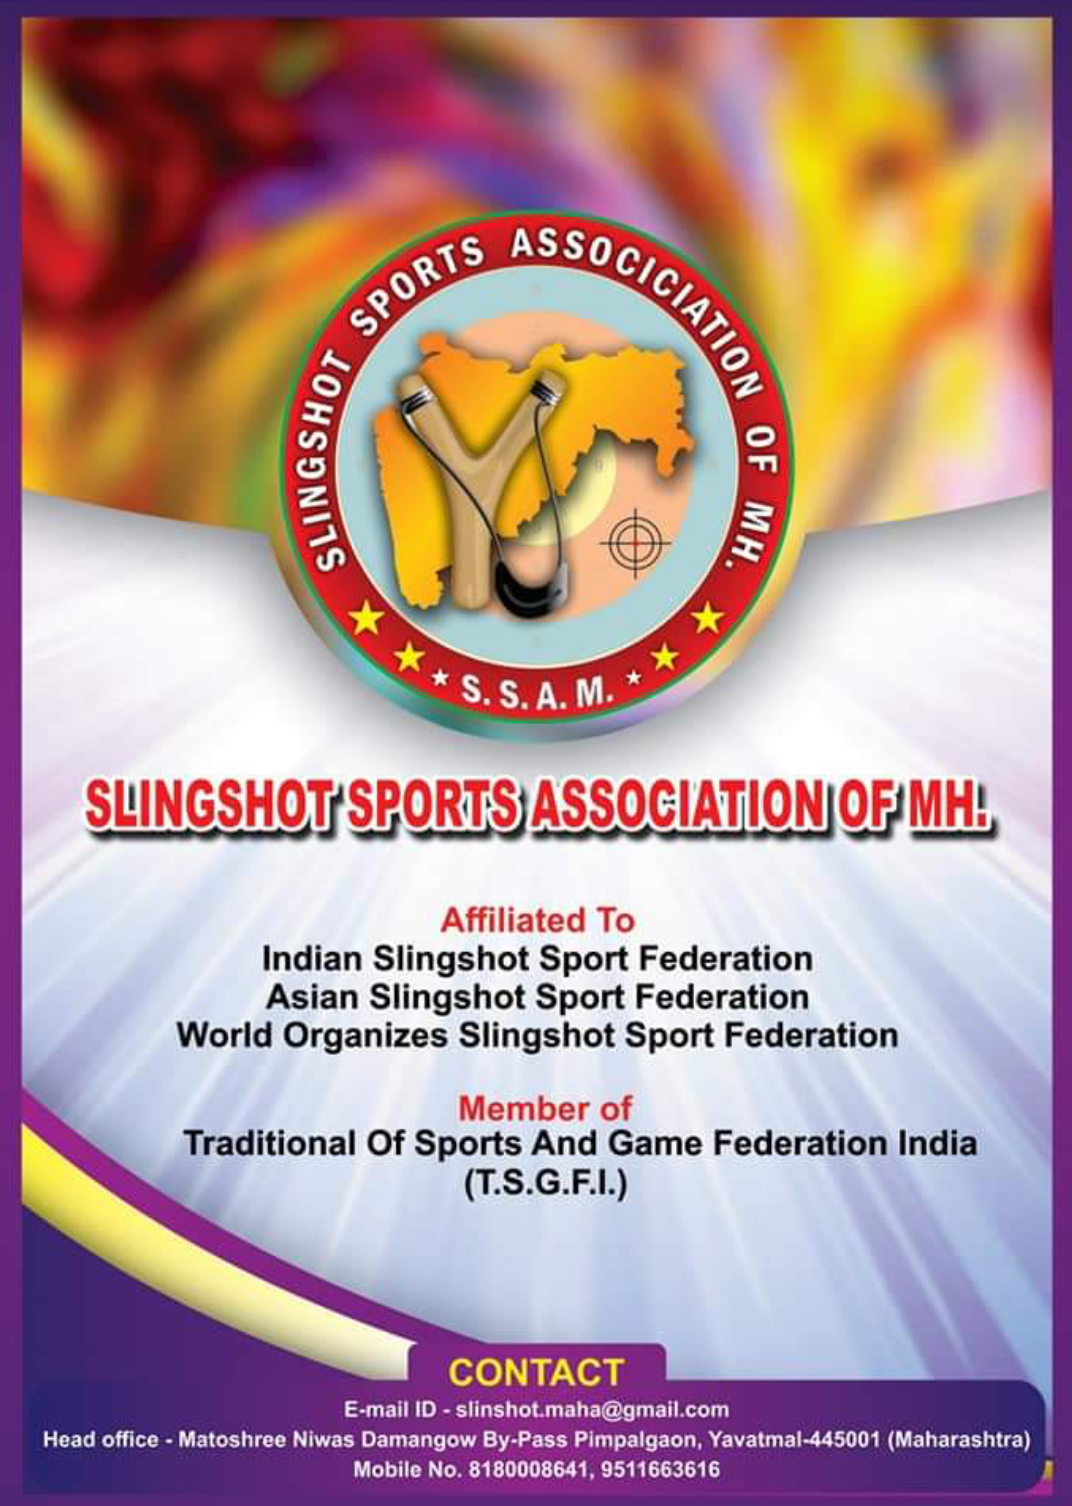 SLINGSHOT SPORTS ASSOCICIATION OF MH.
S. S. A. M.
9
SLINGSHOT SPORTS ASSOCIATION OF MH.
Affiliated To
Indian Slingshot Sport Federation
Asian Slingshot Sport Federation
World Organizes Slingshot Sport Federation
Member of
Traditional Of Sports And Game Federation India
(T.S.G.F.I.)
CONTACT
E-mail ID - slinshot.maha@gmail.com
Head office - Matoshree Niwas Damangow By-Pass Pimpalgaon, Yavatmal-445001 (Maharashtra)
Mobile No. 8180008641, 9511663616